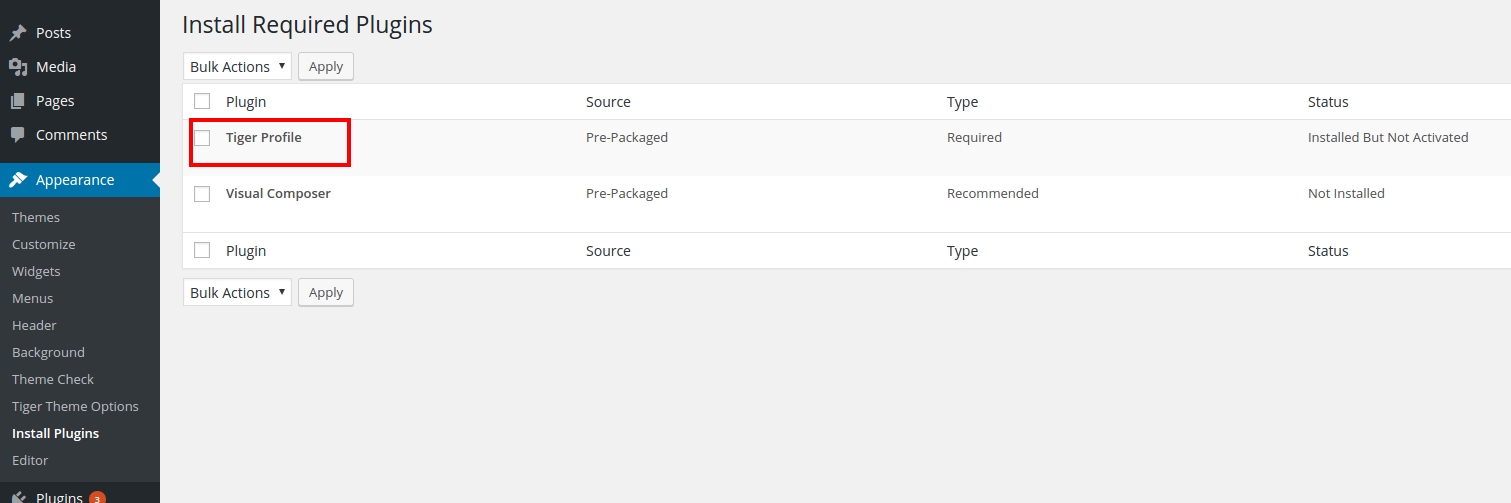 Posts
Media
Pages
Comments
Appearance
Themes
Customize
Widgets
Menus
Header
Background
Theme Check
Tiger Theme Options
Install Plugins
Editor
Plugins 3
Install Required Plugins
Bulk Actions Apply
Plugin Source Type Status
Tiger Profile Pre-Packaged Required Installed But Not Activated
Visual Composer Pre-Packaged Recommended Not Installed
Plugin Source Type Status
Bulk Actions Apply